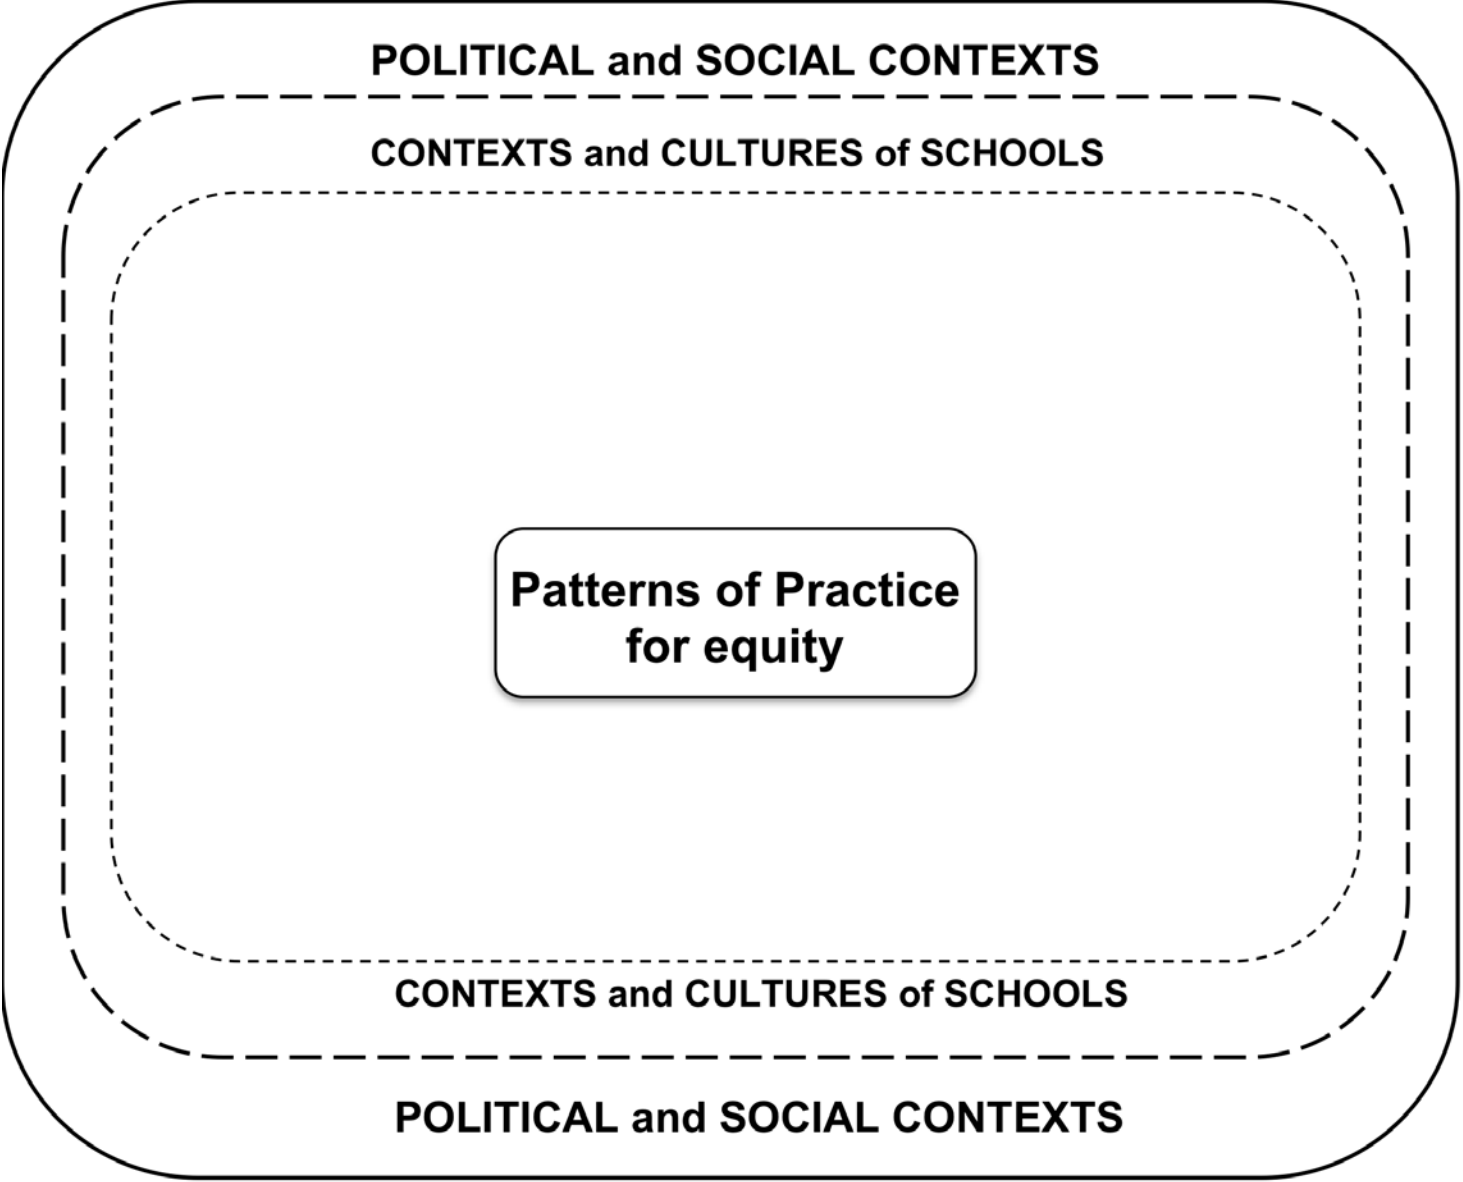 POLITICAL and SOCIAL CONTEXTS
CONTEXTS and CULTURES of SCHOOLS
Patterns of Practice
for equity
CONTEXTS and CULTURES of SCHOOLS
POLITICAL and SOCIAL CONTEXTS